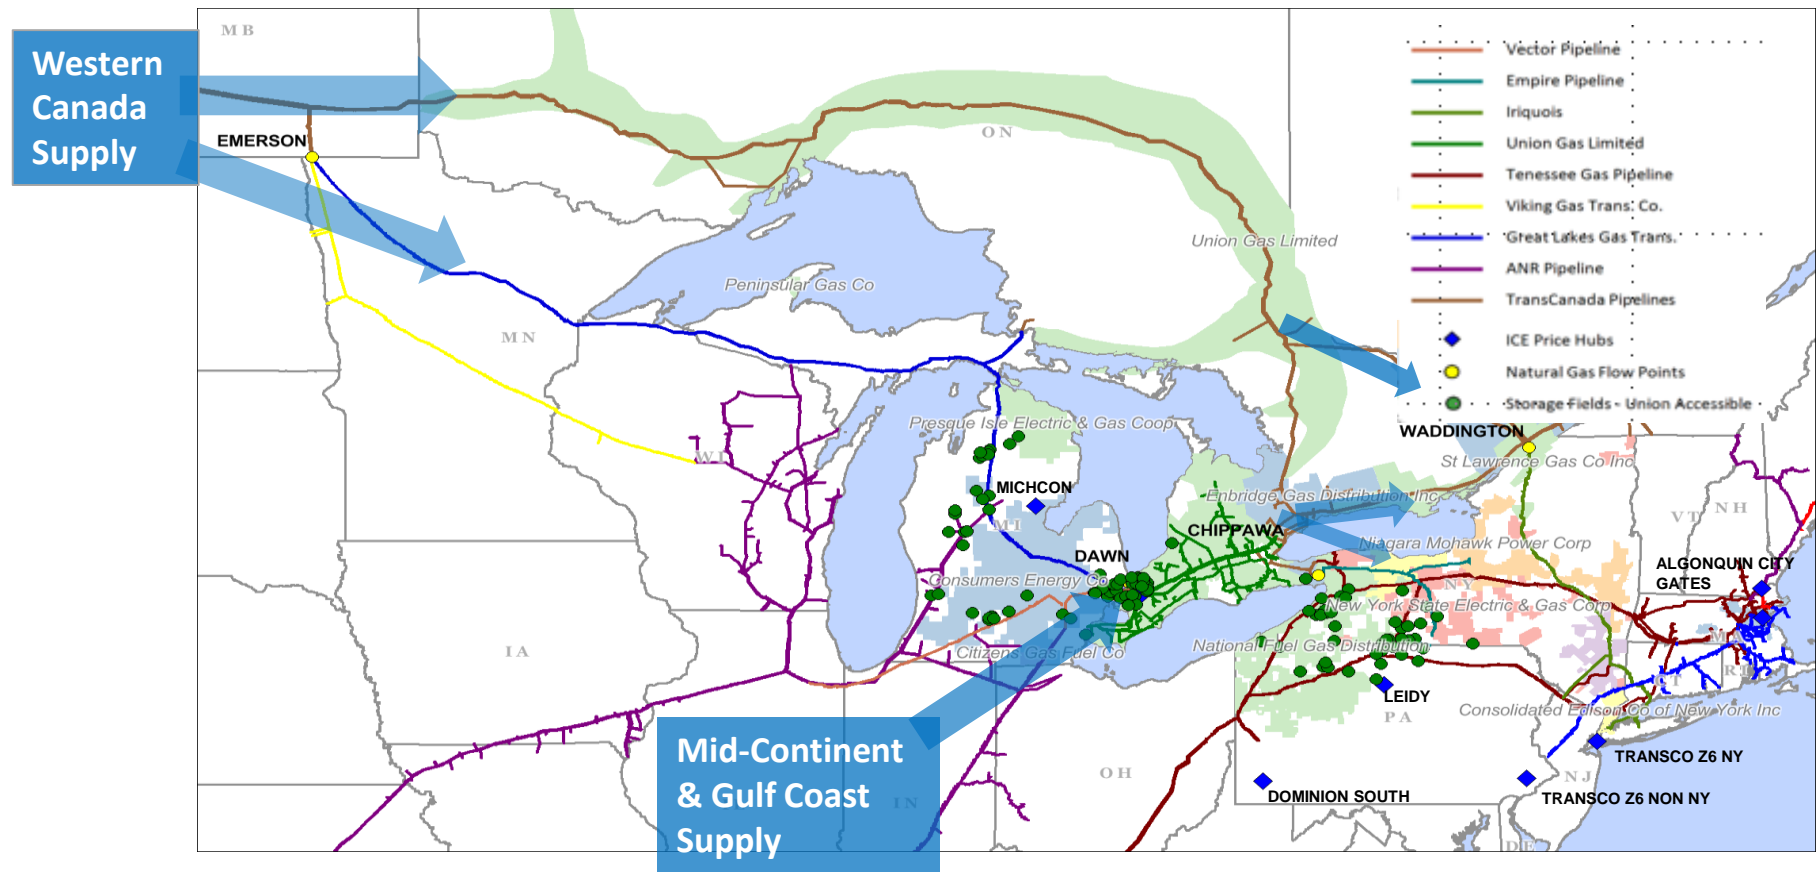 Western
Canada
Supply
MB
EMERSON
ON
Vector Pipeline
Empire Pipeline
Iriquois
Union Gas Limited
Tenessee Gas Pipeline
Viking Gas Trans. Co.
Great Lakes Gas Trans.
ANR Pipeline
TransCanada Pipelines
ICE Price Hubs
Natural Gas Flow Points
Storage Fields - Union Accessible
Union Gas Limited
Peninsular Gas Co
MN
Presque Isle Electric & Gas Coop
WADDINGTON
WI
St Lawrence Gas Co Inc
MICHCON
Enbridge Gas Distribution Inc
MI
VT
NH
CHIPPAWA
DAWN
Niagara Mohawk Power Corp
ALGONQUIN CITY
GATES
Consumers Energy Co
NY
New York State Electric & Gas Corp
MA
IA
Citizens Gas Fuel Co
National Fuel Gas Distribution
CT
RI
LEIDY
PA
Consolidated Edison Co of New York Inc
Mid-Continent
& Gulf Coast
Supply
IN
OH
TRANSCO Z6 NY
NJ
DOMINION SOUTH
TRANSCO Z6 NON NY
DE